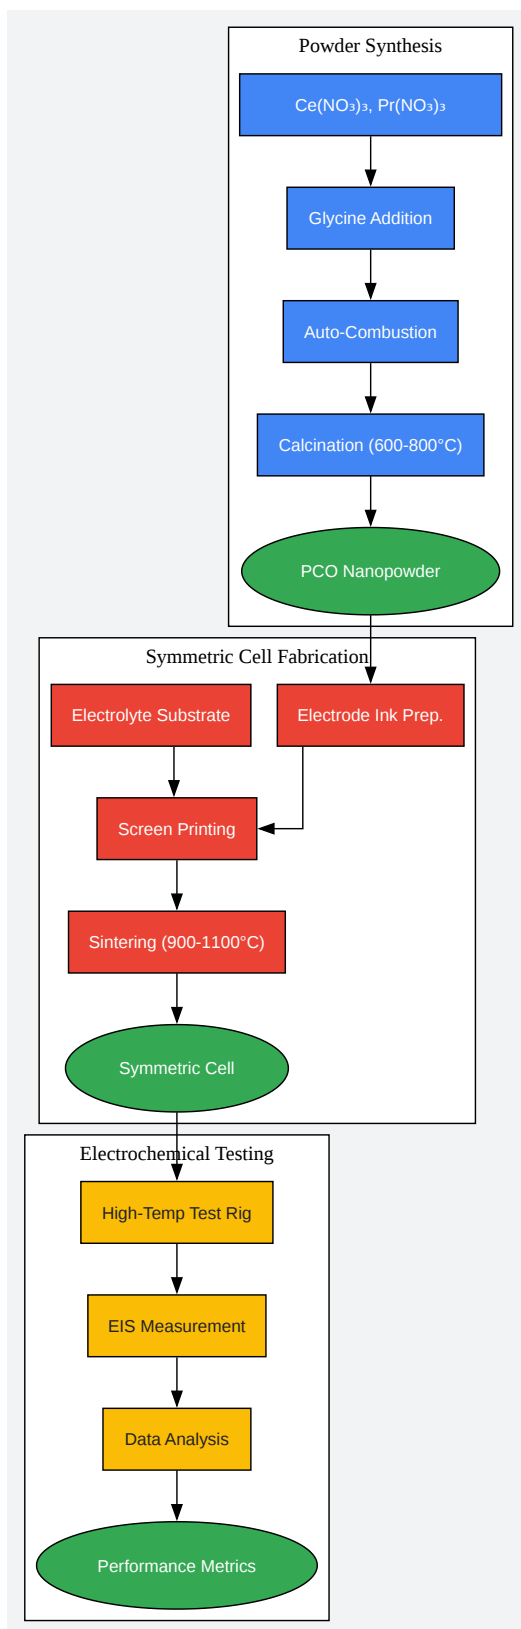 Powder Synthesis
Ce(NO₃)₃, Pr(NO₃)₃
Glycine Addition
Auto-Combustion
Calcination (600-800°C)
PCO Nanopowder
Symmetric Cell Fabrication
Electrolyte Substrate
Electrode Ink Prep.
Screen Printing
Sintering (900-1100°C)
Symmetric Cell
Electrochemical Testing
High-Temp Test Rig
EIS Measurement
Data Analysis
Performance Metrics